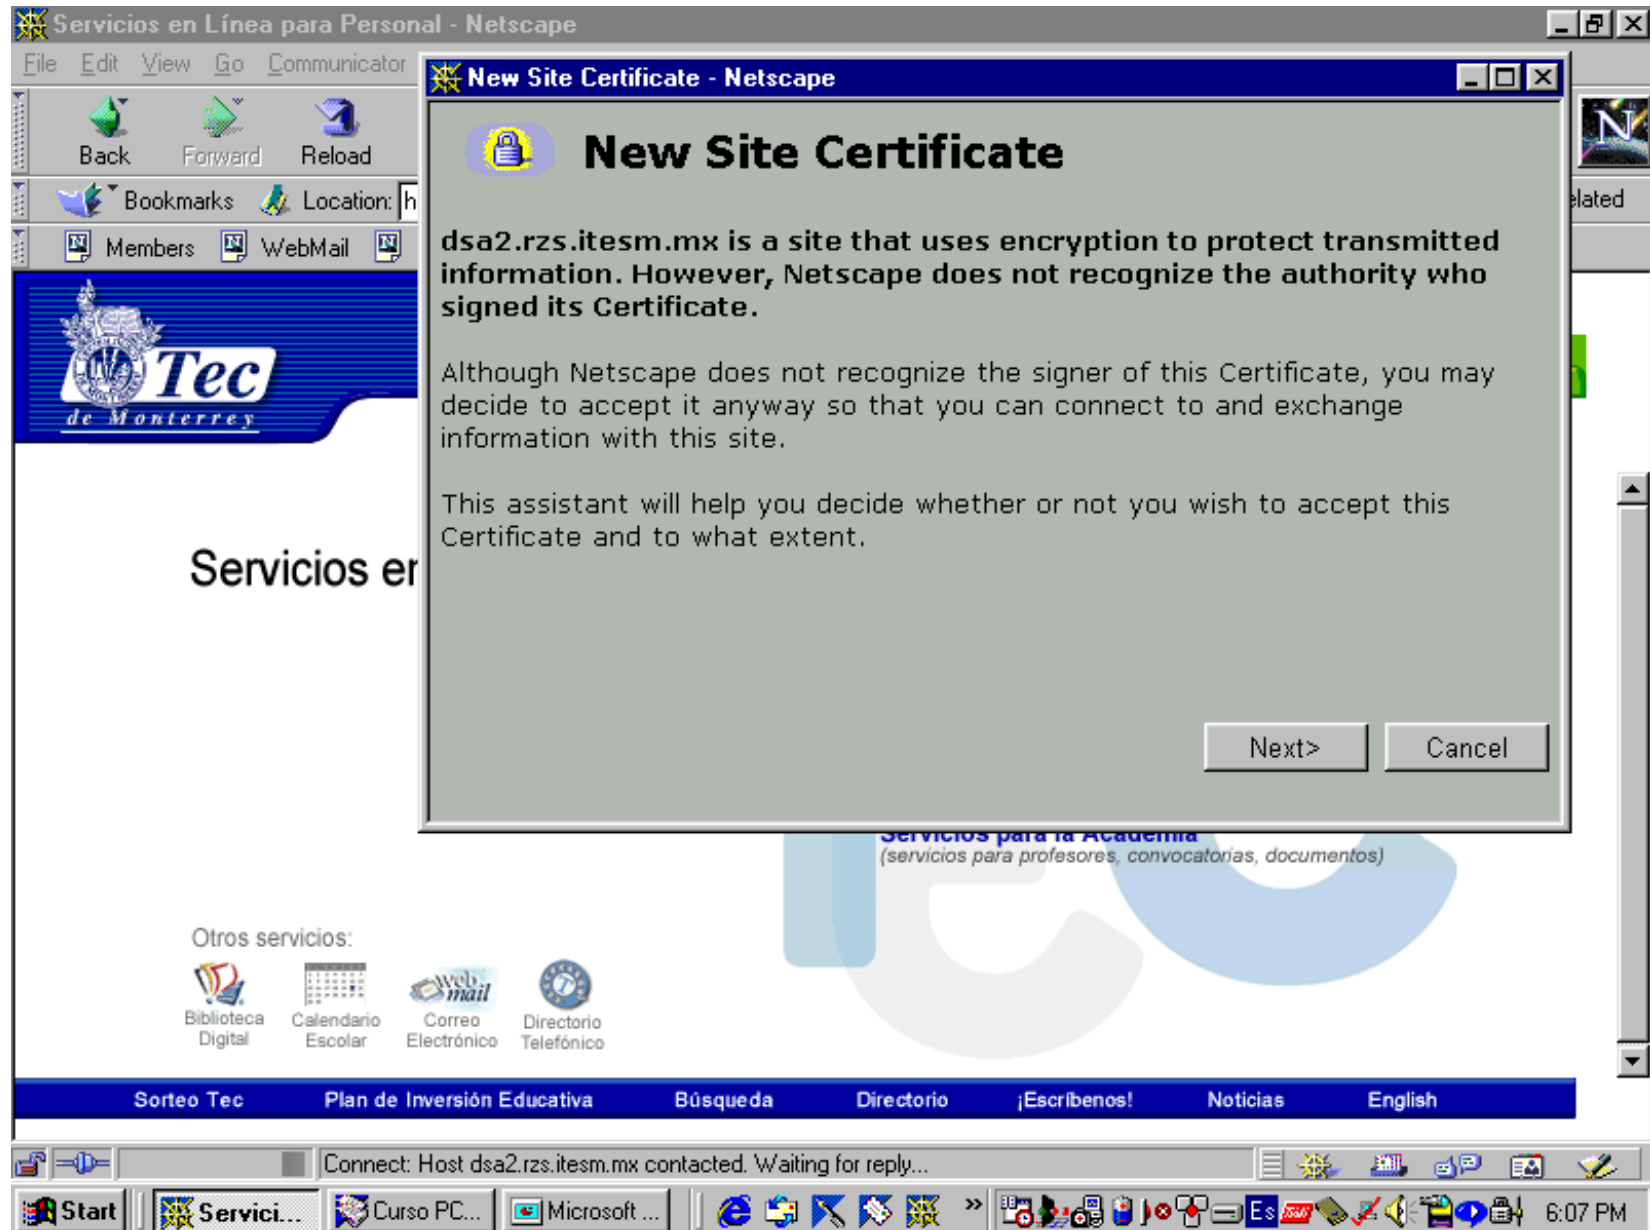 Servicios en Línea para Personal - Netscape
File Edit View Go Communicator
Back Forward Reload
Bookmarks Location: h
Members WebMail
New Site Certificate - Netscape
New Site Certificate
dsa2.rzs.itesm.mx is a site that uses encryption to protect transmitted
information. However, Netscape does not recognize the authority who
signed its Certificate.
Although Netscape does not recognize the signer of this Certificate, you may
decide to accept it anyway so that you can connect to and exchange
information with this site.
This assistant will help you decide whether or not you wish to accept this
Certificate and to what extent.
Next> Cancel
elated
N
Tec
de Monterrey
Servicios en
Servicios para la Academia
(servicios para profesores, convocatorias, documentos)
Otros servicios:
web mail
Biblioteca Digital
Calendario Escolar
Correo Electrónico
Directorio Telefónico
Sorteo Tec Plan de Inversión Educativa Búsqueda Directorio ¡Escríbenos! Noticias English
Connect: Host dsa2.rzs.itesm.mx contacted. Waiting for reply...
Start Servici... Curso PC... Microsoft ... » Es 6:07 PM